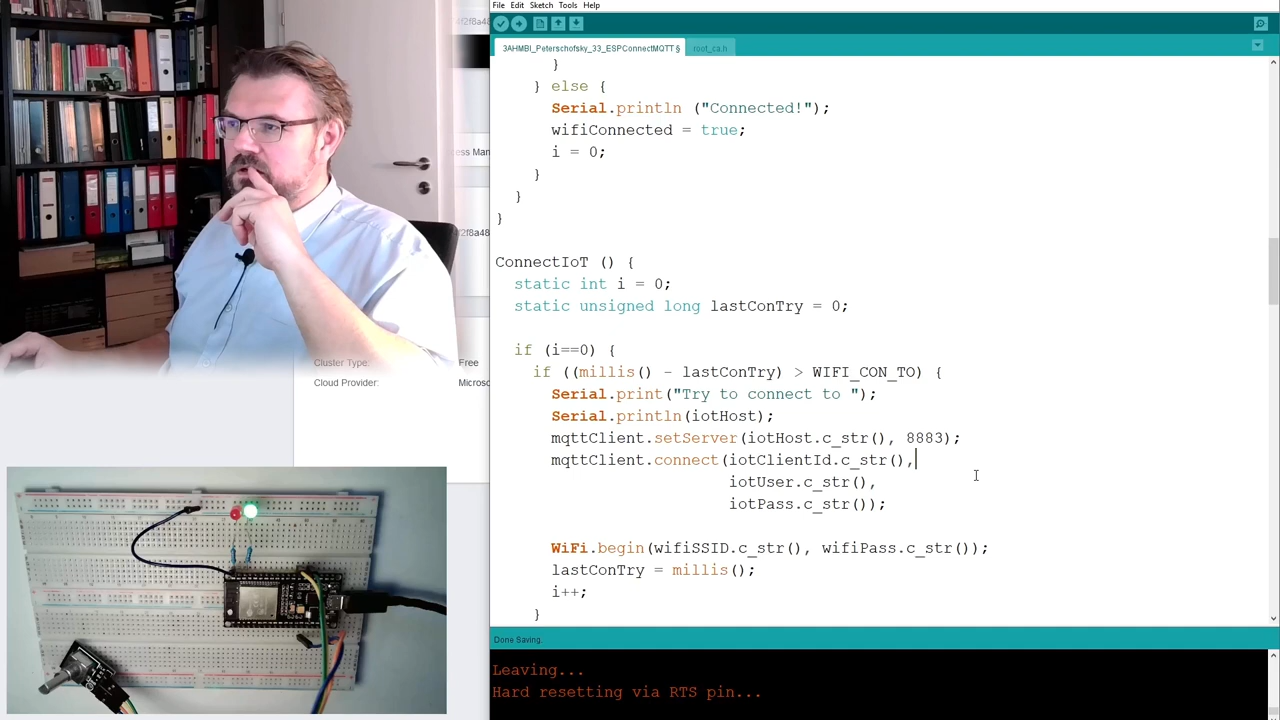 File Edit Sketch Tools Help
3AHMBI_Peterschofsky_33_ESPConnectMQTT §
root_ca.h
}
} else {
Serial.println ("Connected!");
wifiConnected = true;
i = 0;
}
}
}
ConnectIoT () {
static int i = 0;
static unsigned long lastConTry = 0;
if (i==0) {
if ((millis() - lastConTry) > WIFI_CON_TO) {
Serial.print("Try to connect to ");
Serial.println(iotHost);
mqttClient.setServer(iotHost.c_str(), 8883);
mqttClient.connect(iotClientId.c_str(),
iotUser.c_str(),
iotPass.c_str());
WiFi.begin(wifiSSID.c_str(), wifiPass.c_str());
lastConTry = millis();
i++;
}
Done Saving.
Leaving...
Hard resetting via RTS pin...
Cluster Type: Free
Cloud Provider: